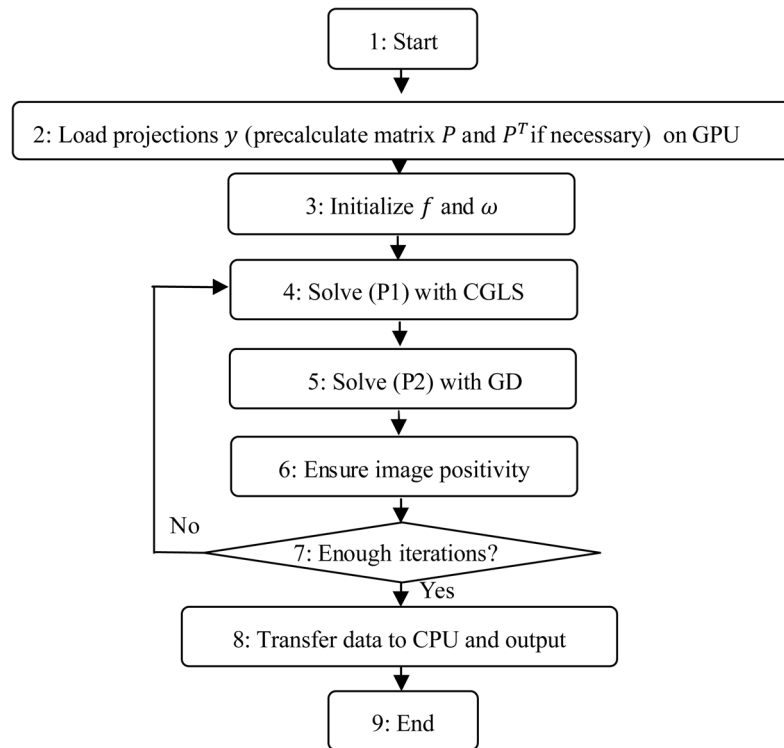 1: Start
2: Load projections 𝑦 (precalculate matrix 𝑃 and 𝑃ᵀ if necessary) on GPU
3: Initialize 𝑓 and 𝜔
4: Solve (P1) with CGLS
5: Solve (P2) with GD
6: Ensure image positivity
No
7: Enough iterations?
Yes
8: Transfer data to CPU and output
9: End